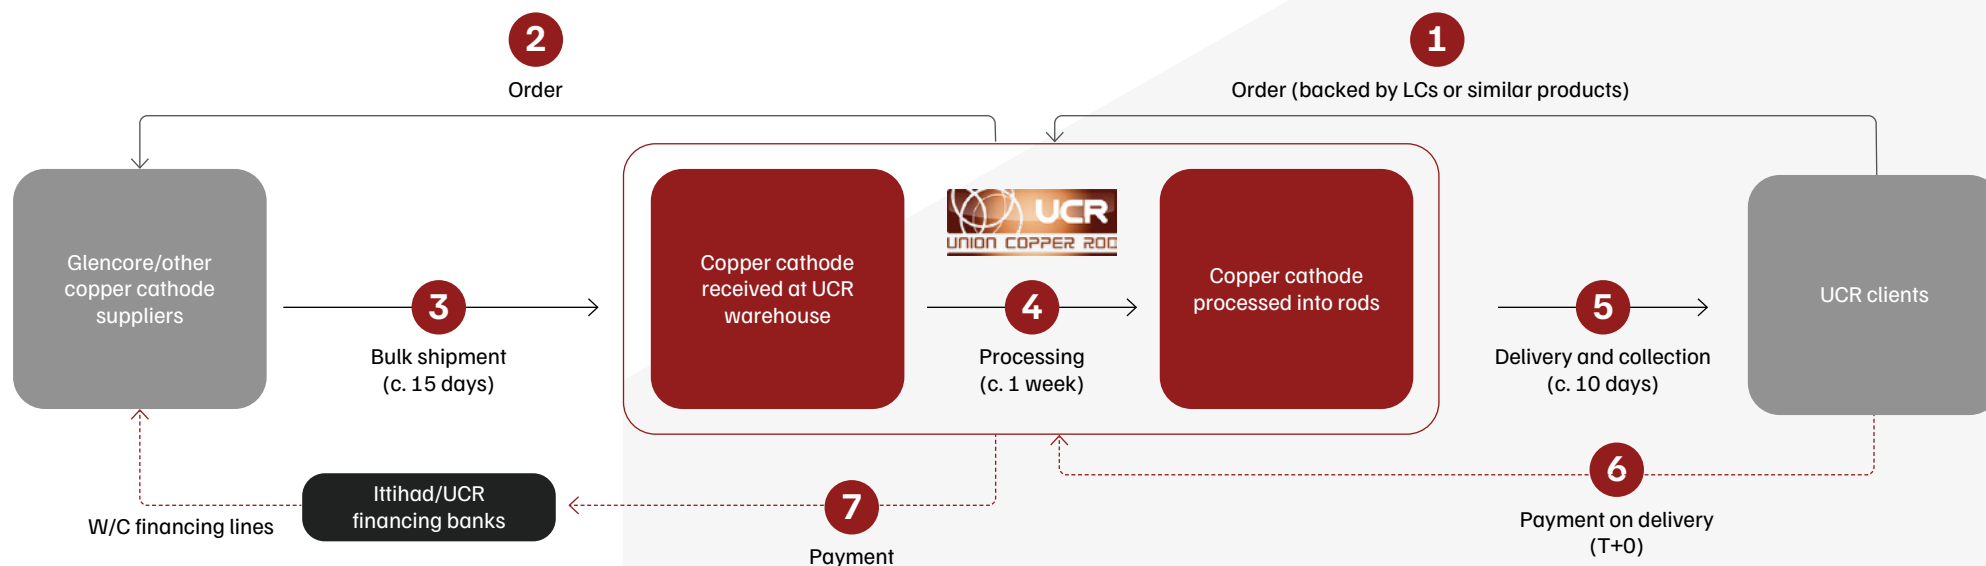 2
Order
1
Order (backed by LCs or similar products)
Glencore/other
copper cathode
suppliers
3
Bulk shipment
(c. 15 days)
Copper cathode
received at UCR
warehouse
UCR
UNION COPPER ROD
4
Processing
(c. 1 week)
Copper cathode
processed into rods
5
Delivery and collection
(c. 10 days)
UCR clients
W/C financing lines
Ittihad/UCR
financing banks
7
Payment
6
Payment on delivery
(T+0)